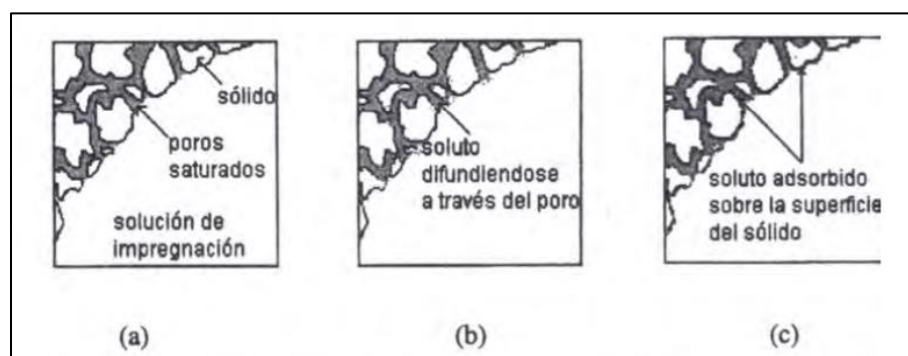 sólido
poros
saturados
solución de
impregnación
(a)
soluto
difundiendose
a través del poro
(b)
soluto adsorbido
sobre la superficie
del sólido
(c)